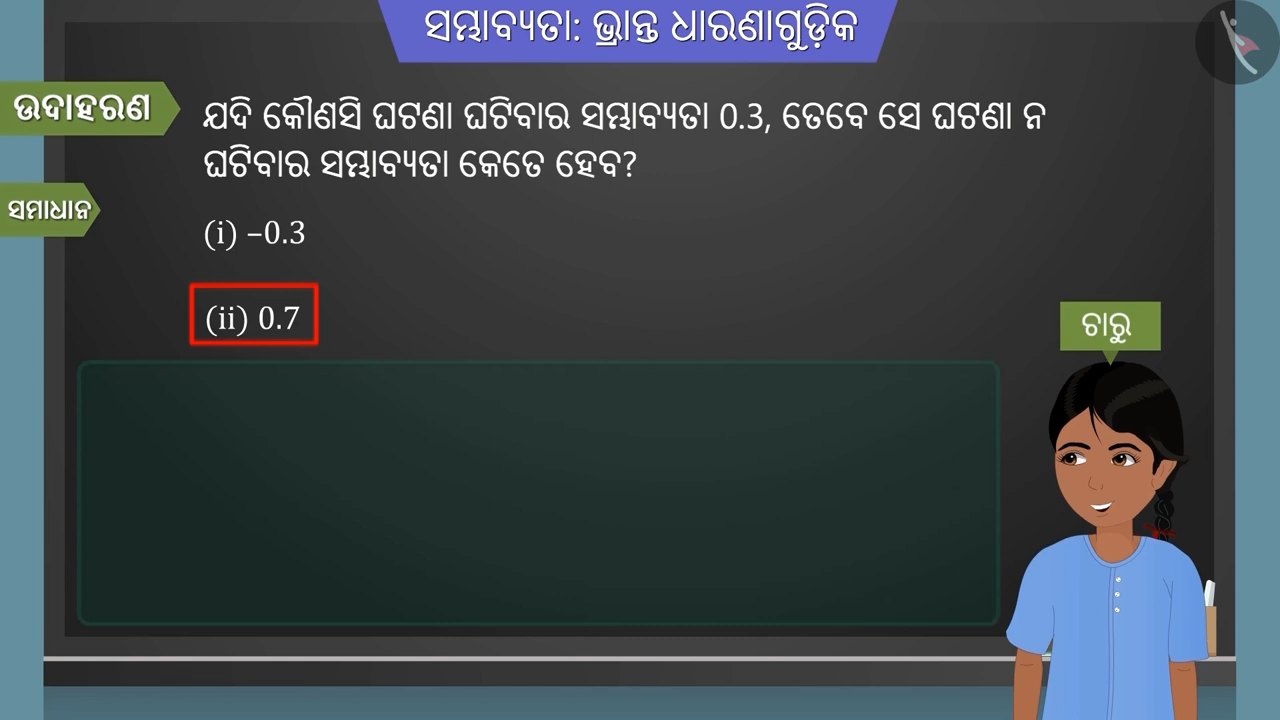 ସମ୍ଭାବ୍ୟତା: ଭ୍ରାନ୍ତ ଧାରଣାଗୁଡ଼ିକ
ଉଦାହରଣ
ଯଦି କୌଣସି ଘଟଣା ଘଟିବାର ସମ୍ଭାବ୍ୟତା 0.3, ତେବେ ସେ ଘଟଣା ନ
ଘଟିବାର ସମ୍ଭାବ୍ୟତା କେତେ ହେବ?
ସମାଧାନ
(i) –0.3
(ii) 0.7
ଚାରୁ